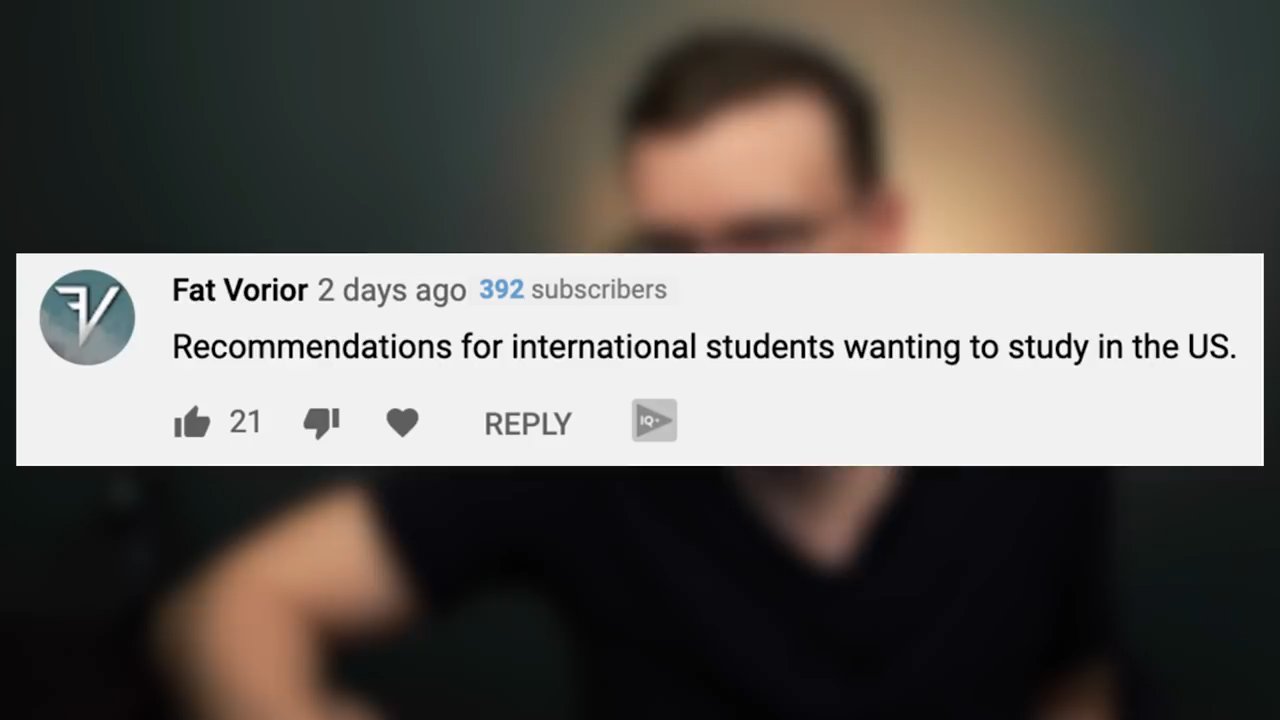 Fat Vorior 2 days ago 392 subscribers
Recommendations for international students wanting to study in the US.
21 REPLY IQ+